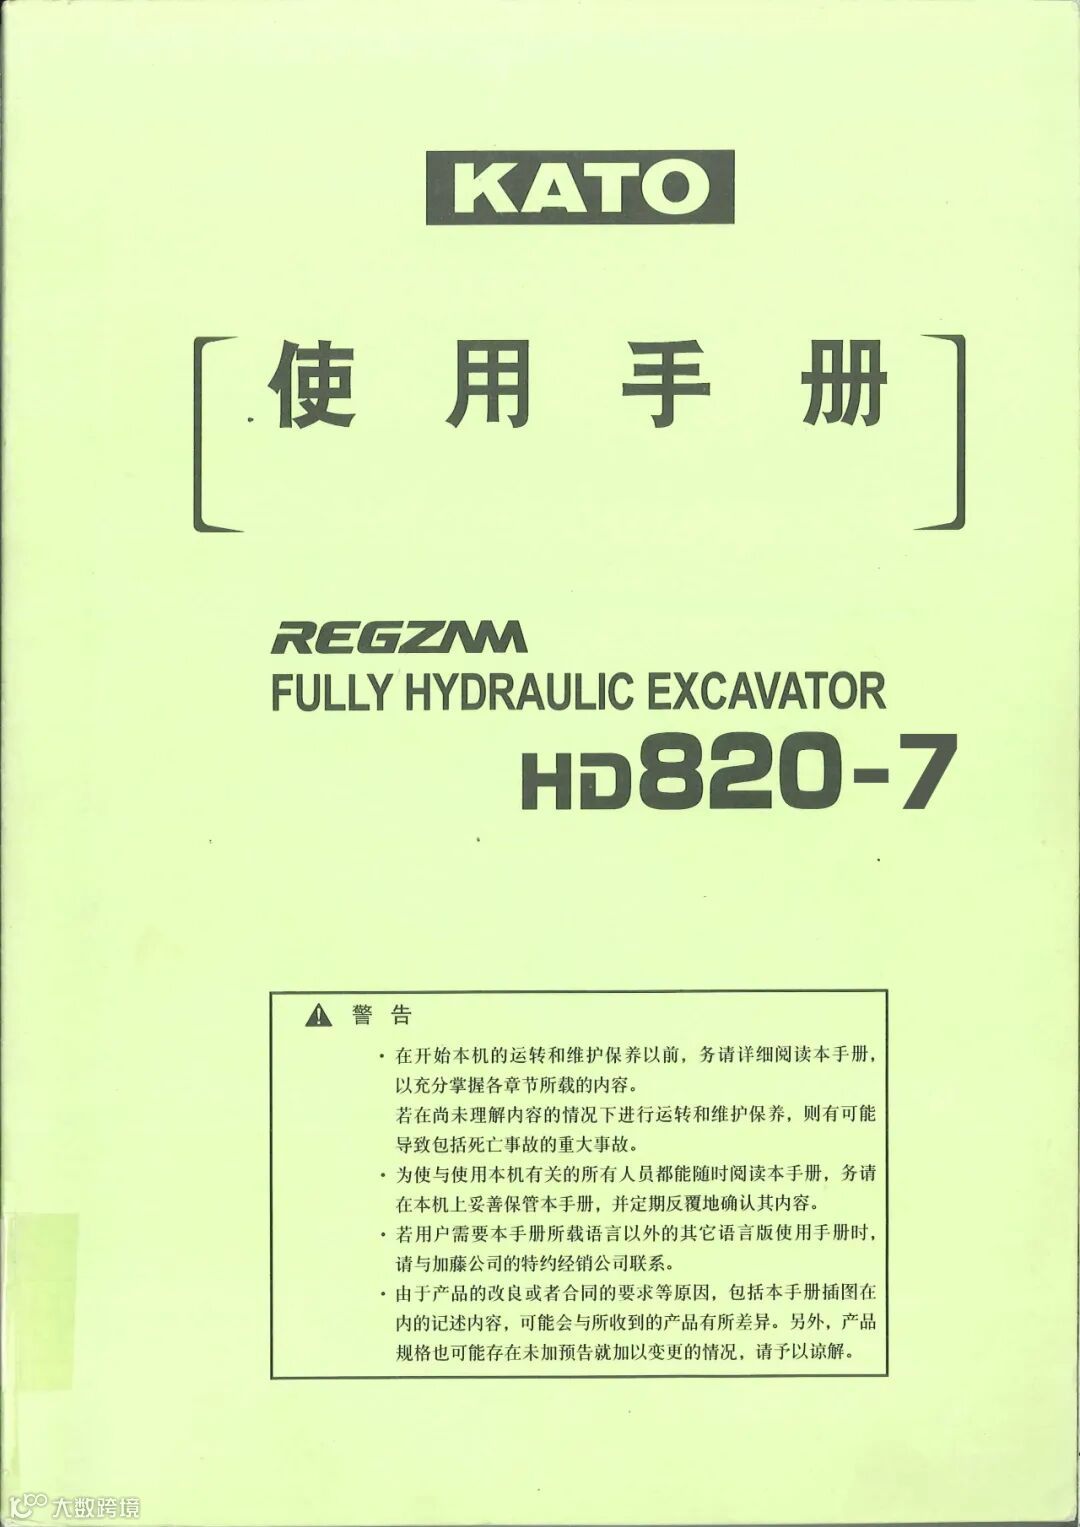 KATO
使用手册
REGZAM
FULLY HYDRAULIC EXCAVATOR
HD820-7
警告
・在开始本机的运转和维护保养以前，务请详细阅读本手册，
以充分掌握各章节所载的内容。
若在尚未理解内容的情况下进行运转和维护保养，则有可能
导致包括死亡事故的重大事故。
・为使与使用本机有关的所有人员都能随时阅读本手册，务请
在本机上妥善保管本手册，并定期反覆地确认其内容。
・若用户需要本手册所载语言以外的其它语言版使用手册时，
请与加藤公司的特约经销公司联系。
・由于产品的改良或者合同的要求等原因，包括本手册插图在
内的记述内容，可能会与所收到的产品有所差异。另外，产品
规格也可能存在未加预告就加以变更的情况，请予以谅解。
大数跨境